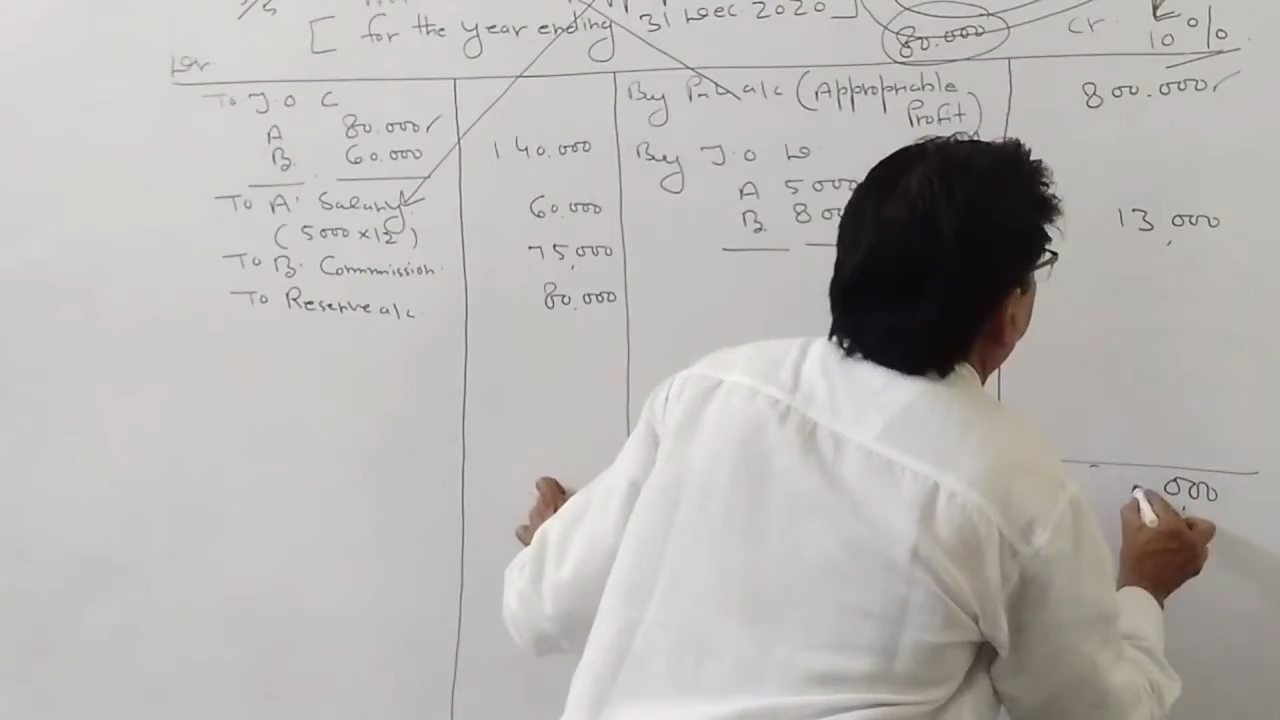 [ for the year ending 31 Dec 2020 ]
80.000 Cr 10%
Dr
To I.O C
A 80.000
B. 60.000 140.000
To A' Salary 60.000
(5000 x 12)
To B. Commmission. 75,000
To Reserve a/c. 80.000
By P & L a/c (Appropriable 800.000
Profit)
By I.O D
A 5000
B. 800 13,000
000